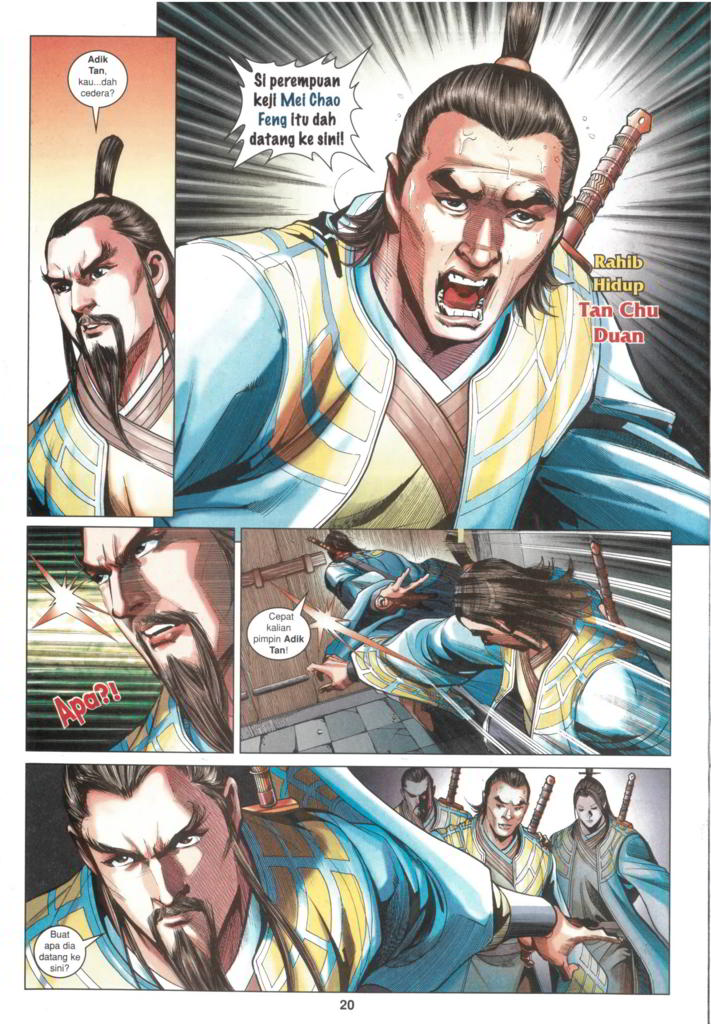 Adik
Tan,
kau...dah
cedera?
Si perempuan
keji Mei Chao
Feng itu dah
datang ke sini!
Rahib
Hidup
Tan Chu
Duan
Apa?!
Cepat
kalian
pimpin Adik
Tan!
Buat
apa dia
datang ke
sini?
20